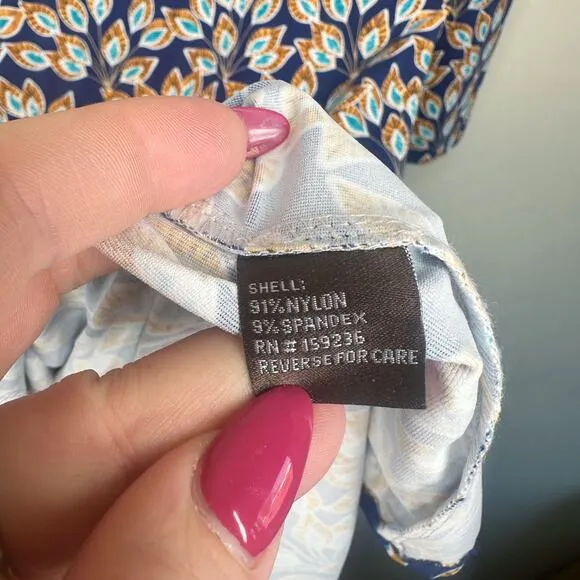 SHELL:
91% NYLON
9% SPANDEX
RN # 159236
REVERSE FOR CARE